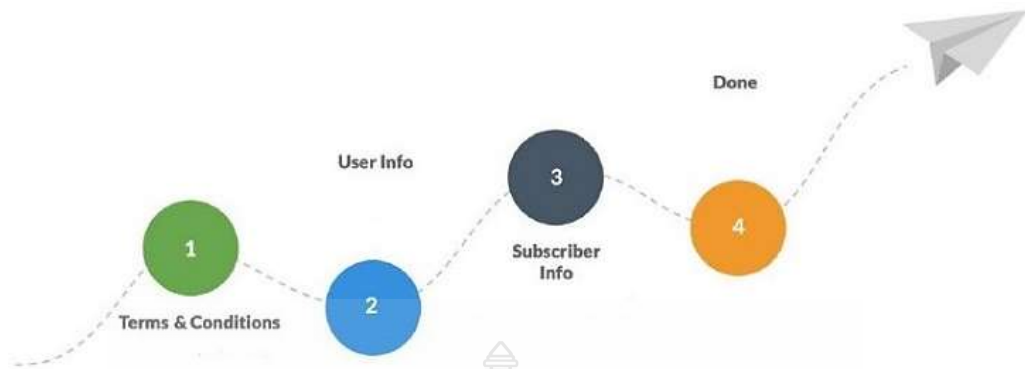 1
Terms & Conditions
User Info
2
3
Subscriber
Info
Done
4